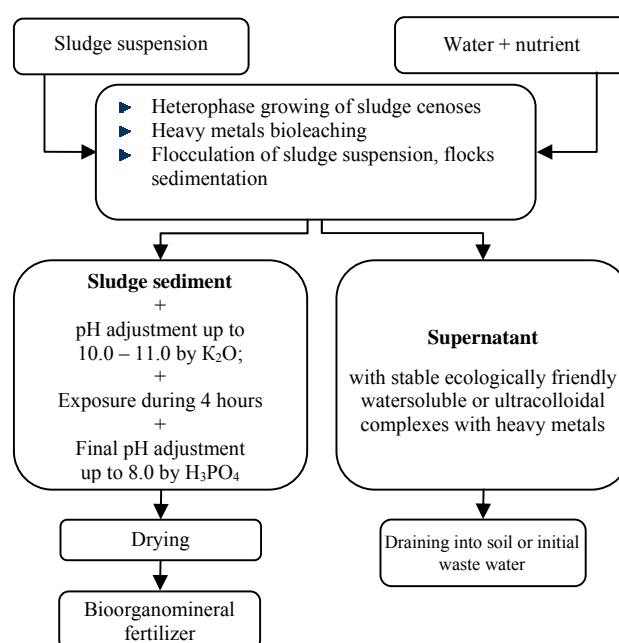 Sludge suspension
Water + nutrient
Heterophase growing of sludge cenoses
Heavy metals bioleaching
Flocculation of sludge suspension, flocks
sedimentation
Sludge sediment
+
pH adjustment up to
10.0 – 11.0 by K₂O;
+
Exposure during 4 hours
+
Final pH adjustment
up to 8.0 by H₃PO₄
Supernatant
with stable ecologically friendly
watersoluble or ultracolloidal
complexes with heavy metals
Drying
Draining into soil or initial
waste water
Bioorganomineral
fertilizer